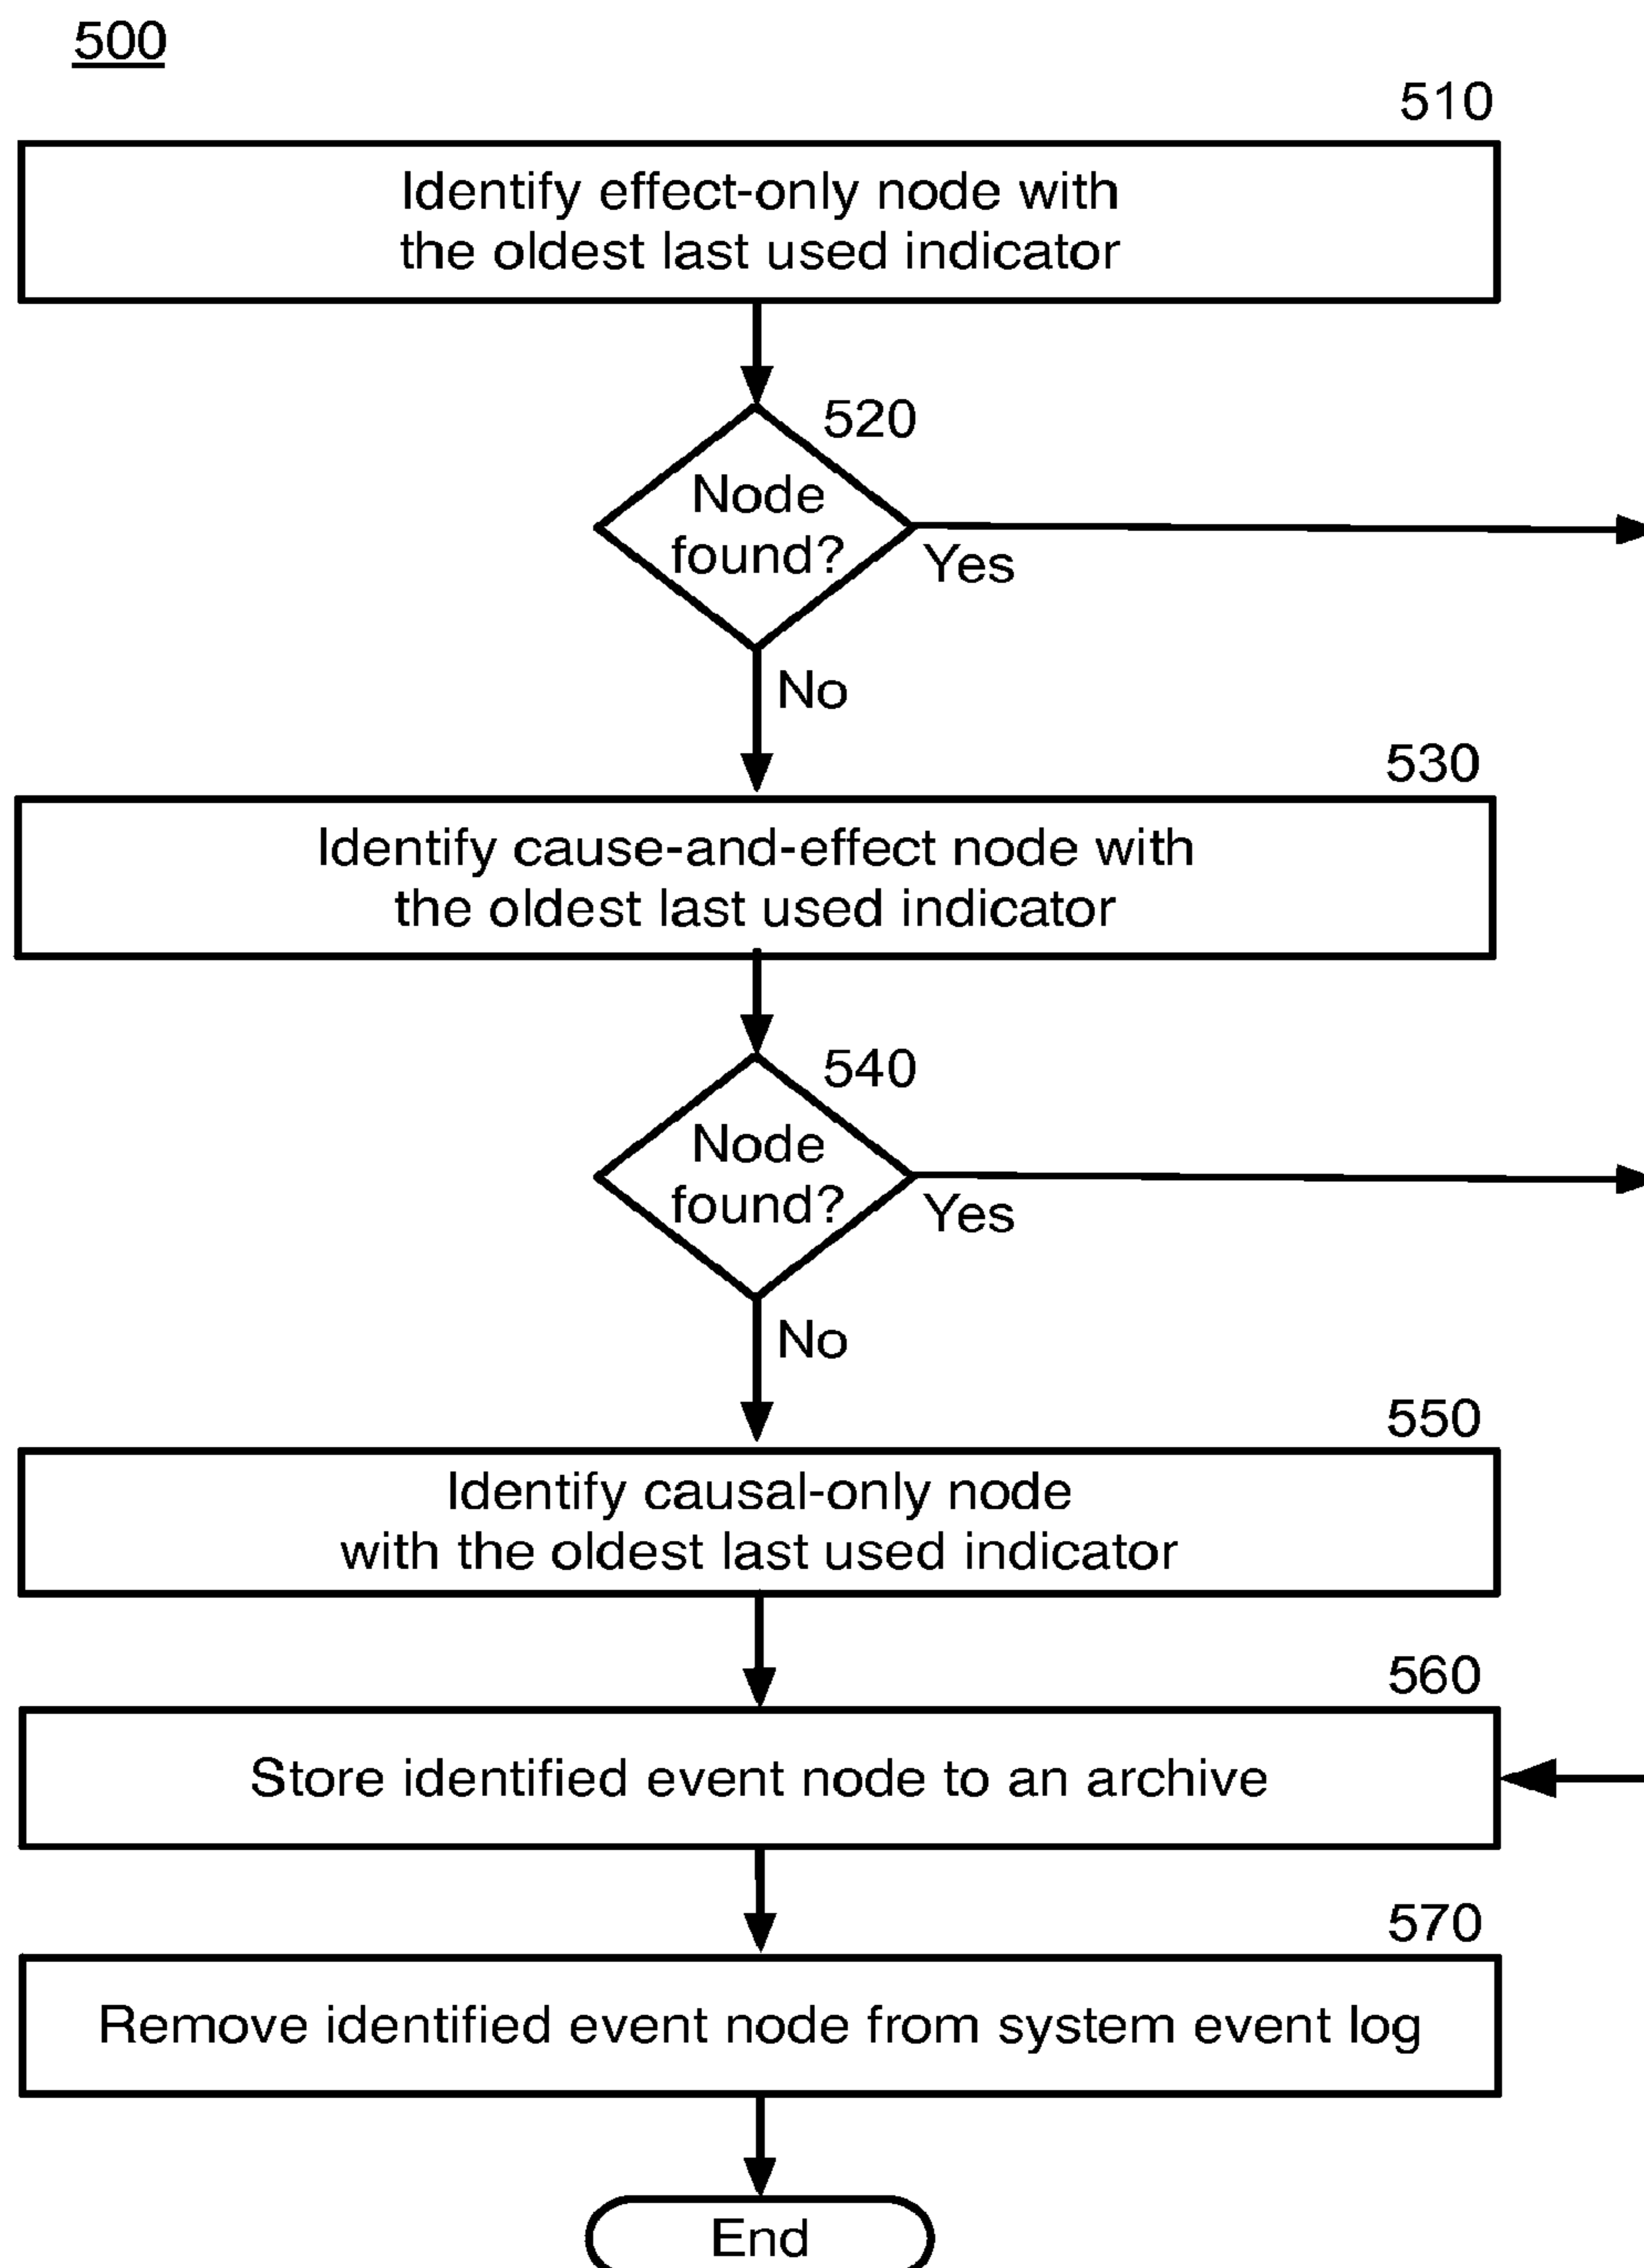 500
510
Identify effect-only node with
the oldest last used indicator
520
Node
found?
Yes
No
530
Identify cause-and-effect node with
the oldest last used indicator
540
Node
found?
Yes
No
550
Identify causal-only node
with the oldest last used indicator
560
Store identified event node to an archive
570
Remove identified event node from system event log
End